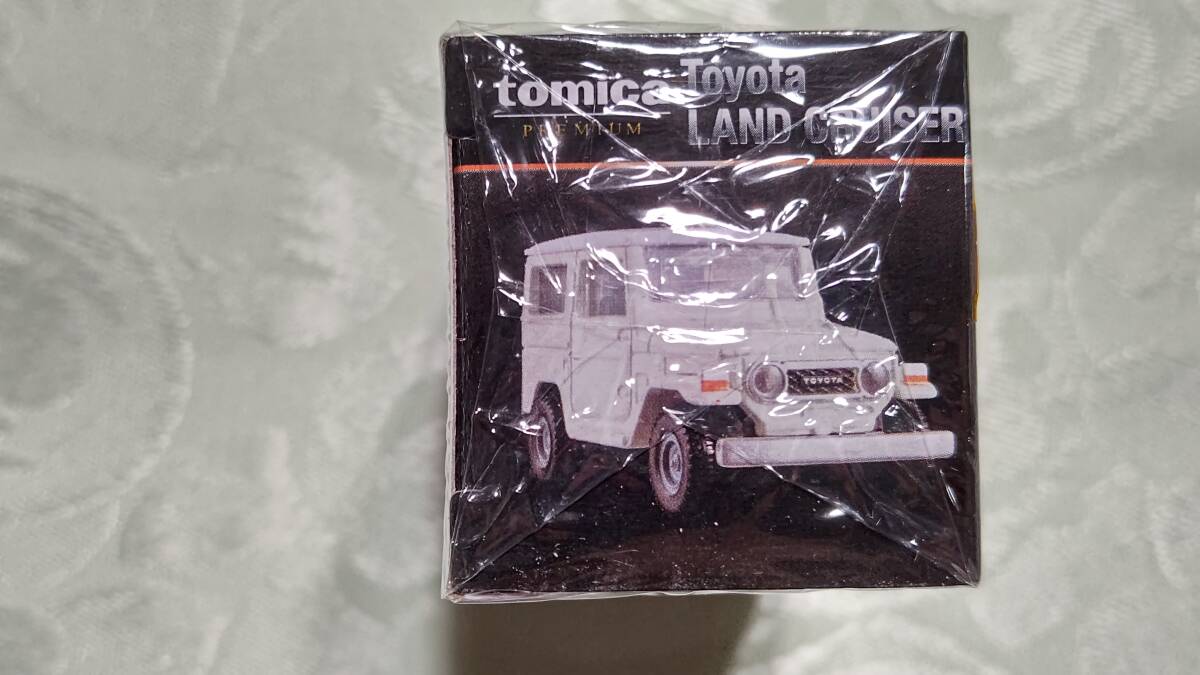 tomica
PREMIUM
Toyota
LAND CRUISER
TOYOTA